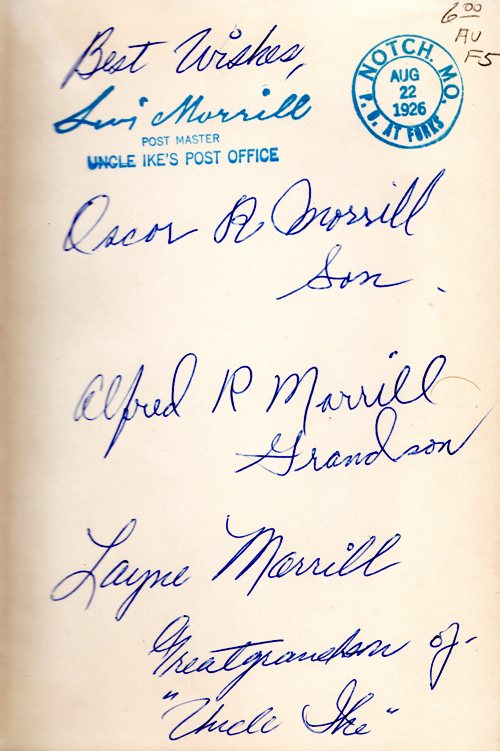 6.00
AU
F5
Best Wishes,
Levi Morrill
POST MASTER
UNCLE IKE'S POST OFFICE
NOTCH. MO.
AUG
22
1926
P. O. AT FORKS
Oscar A Morrill
Son.
Alfred R Morrill
Grandson
Layne Morrill
Greatgrandson of
"Uncle Ike"